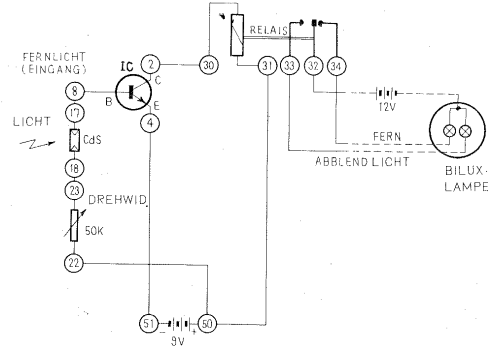 RELAIS
FERNLICHT
(EINGANG)
IC
2
30
31
33
32
34
C
8
B
E
12V
17
4
LICHT
CdS
FERN
ABBLEND LICHT
BILUX-
LAMPE
18
23
DREHWID.
50K
22
51
-
+
50
9V